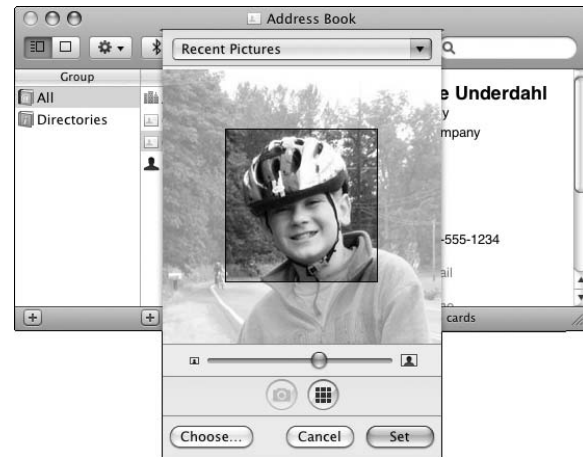 Address Book
Recent Pictures
Group
All
Directories
e Underdahl
y
mpany
-555-1234
ail
cards
Choose...
Cancel
Set